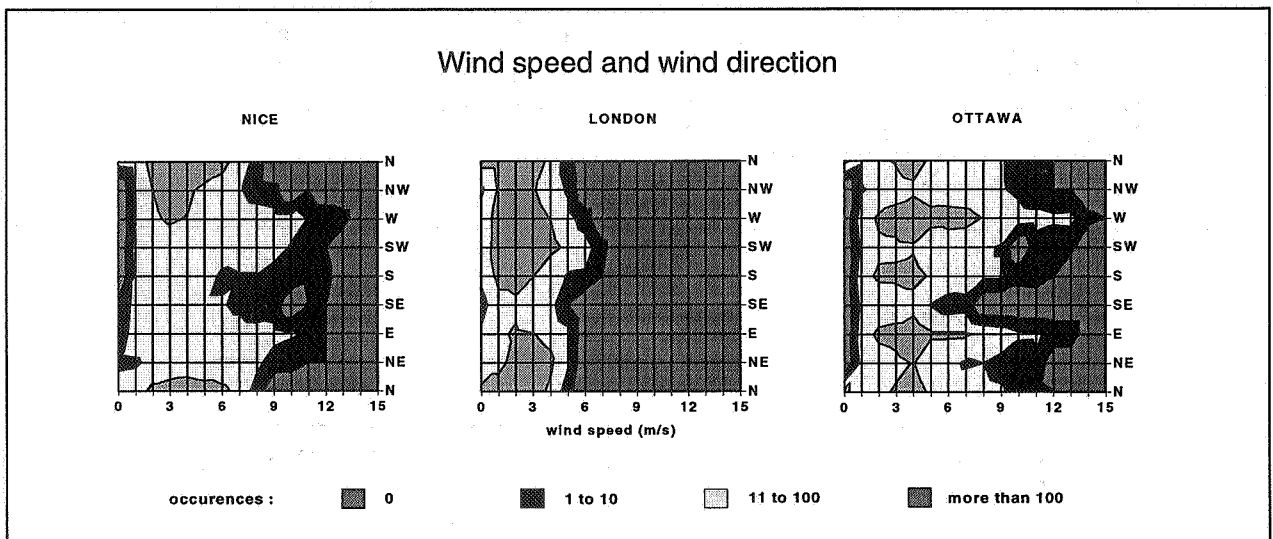 Wind speed and wind direction
NICE LONDON OTTAWA
N N N
NW NW NW
W W W
SW SW SW
S S S
SE SE SE
E E E
NE NE NE
N N N
0 3 6 9 12 15 0 3 6 9 12 15 0 3 6 9 12 15
wind speed (m/s)
occurences : 0 1 to 10 11 to 100 more than 100